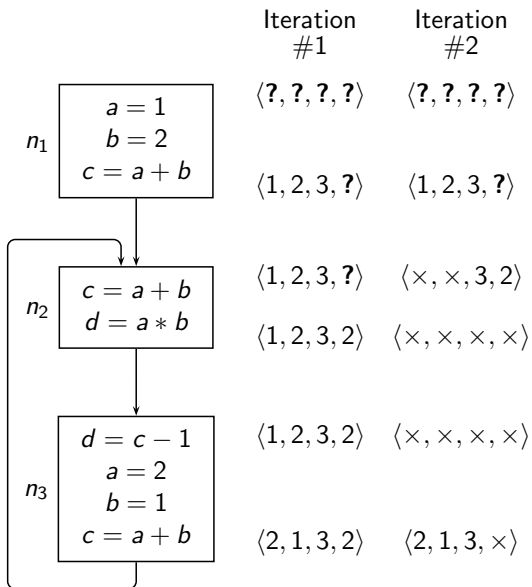 Iteration
#1
Iteration
#2
n1
a = 1
b = 2
c = a + b
⟨?, ?, ?, ?⟩
⟨?, ?, ?, ?⟩
⟨1, 2, 3, ?⟩
⟨1, 2, 3, ?⟩
n2
c = a + b
d = a ∗ b
⟨1, 2, 3, ?⟩
⟨×, ×, 3, 2⟩
⟨1, 2, 3, 2⟩
⟨×, ×, ×, ×⟩
n3
d = c − 1
a = 2
b = 1
c = a + b
⟨1, 2, 3, 2⟩
⟨×, ×, ×, ×⟩
⟨2, 1, 3, 2⟩
⟨2, 1, 3, ×⟩